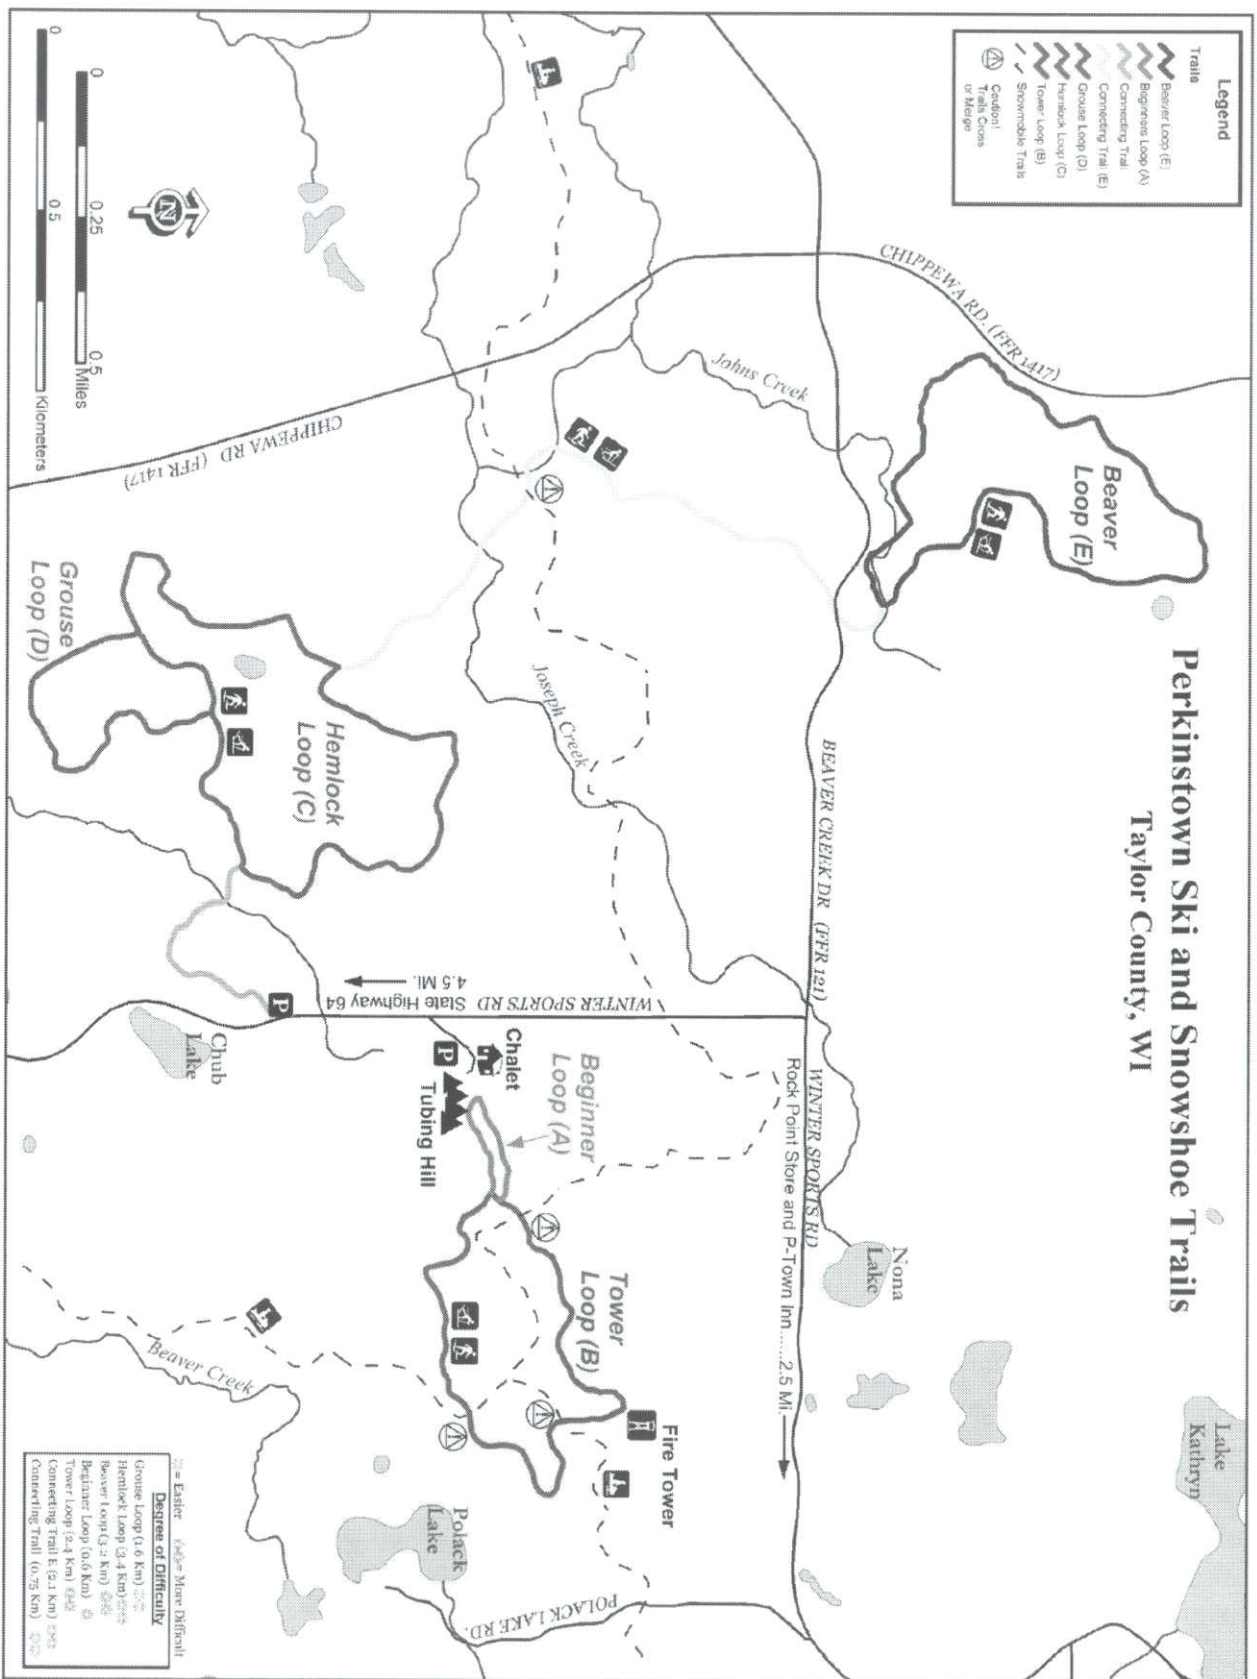 Perkinstown Ski and Snowshoe Trails
Taylor County, WI
Legend
Trails
Beaver Loop (E)
Beginners Loop (A)
Connecting Trail
Connecting Trail (E)
Grouse Loop (D)
Hemlock Loop (C)
Tower Loop (B)
Snowmobile Trails
Caution!
Trails Cross
or Merge
CHIPPEWA RD. (FFR 1417)
Beaver
Loop (E)
Johns Creek
BEAVER CREEK DR (FFR 121)
WINTER SPORTS RD
Rock Point Store and P-Town Inn......2.5 Mi.
Nona
Lake
Lake
Kathryn
Joseph Creek
CHIPPEWA RD (FFR 1417)
Grouse
Loop (D)
Hemlock
Loop (C)
WINTER SPORTS RD
State Highway 64
4.5 Mi.
P
Chub
Lake
Chalet
P
Tubing Hill
Beginner
Loop (A)
Tower
Loop (B)
Fire Tower
Polack
Lake
POLACK LAKE RD.
Beaver Creek
N
0 0.25 0.5
Miles
0 0.5
Kilometers
= Easier = More Difficult
Degree of Difficulty
Grouse Loop (1.6 Km)
Hemlock Loop (3.4 Km)
Beaver Loop (3.2 Km)
Beginner Loop (0.6 Km)
Tower Loop (2.4 Km)
Connecting Trail E (2.1 Km)
Connecting Trail (0.75 Km)